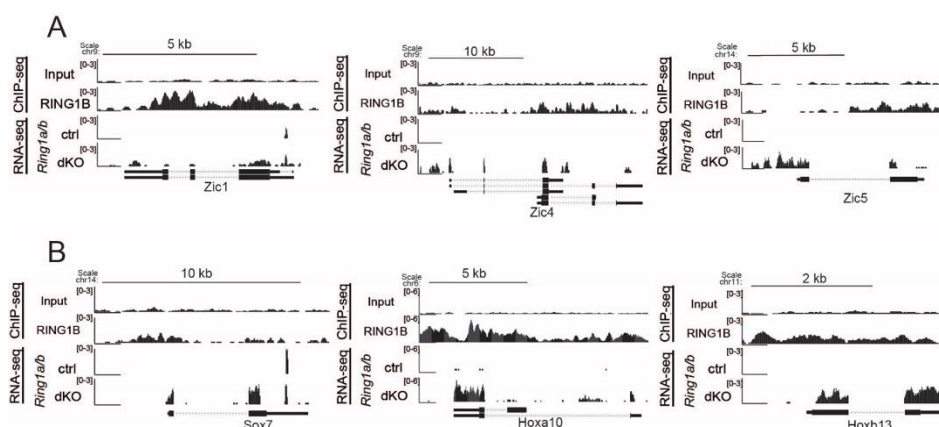 A
Scale
chr9:
5 kb
ChIP-seq
Input
[0-3]
RING1B
[0-3]
RNA-seq
Ring1a/b
ctrl
[0-3]
dKO
[0-3]
Zic1
Scale
chr9:
10 kb
ChIP-seq
Input
[0-3]
RING1B
[0-3]
RNA-seq
Ring1a/b
ctrl
[0-3]
dKO
[0-3]
Zic4
Scale
chr14:
5 kb
ChIP-seq
Input
[0-3]
RING1B
[0-3]
RNA-seq
Ring1a/b
ctrl
[0-3]
dKO
[0-3]
Zic5
B
Scale
chr14:
10 kb
ChIP-seq
Input
[0-3]
RING1B
[0-3]
RNA-seq
Ring1a/b
ctrl
[0-3]
dKO
[0-3]
Sox7
Scale
chr6:
5 kb
ChIP-seq
Input
[0-6]
RING1B
[0-6]
RNA-seq
Ring1a/b
ctrl
[0-6]
dKO
[0-6]
Hoxa10
Scale
chr11:
2 kb
ChIP-seq
Input
[0-3]
RING1B
[0-3]
RNA-seq
Ring1a/b
ctrl
[0-3]
dKO
[0-3]
Hoxb13